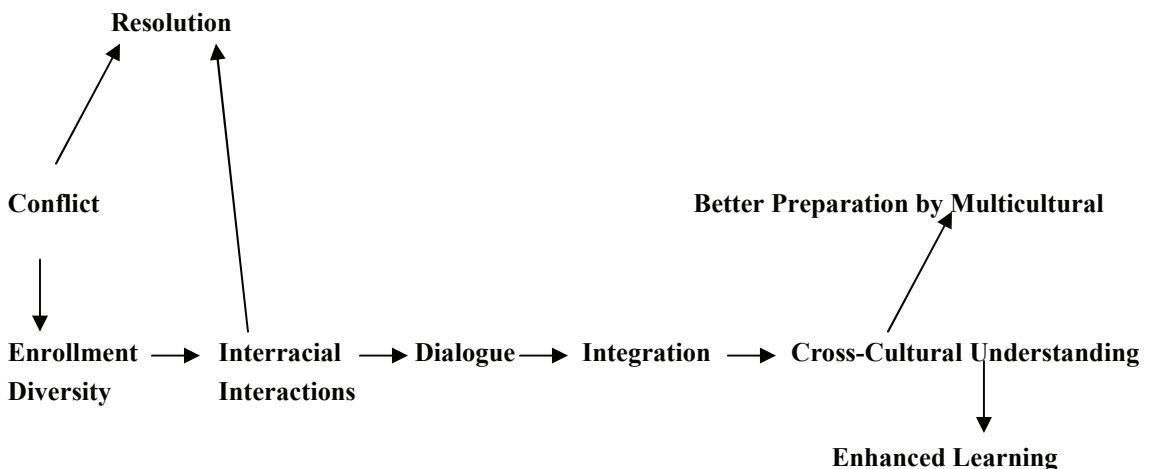 Resolution
Conflict
Better Preparation by Multicultural
Enrollment
Diversity
Interracial
Interactions
Dialogue
Integration
Cross-Cultural Understanding
Enhanced Learning